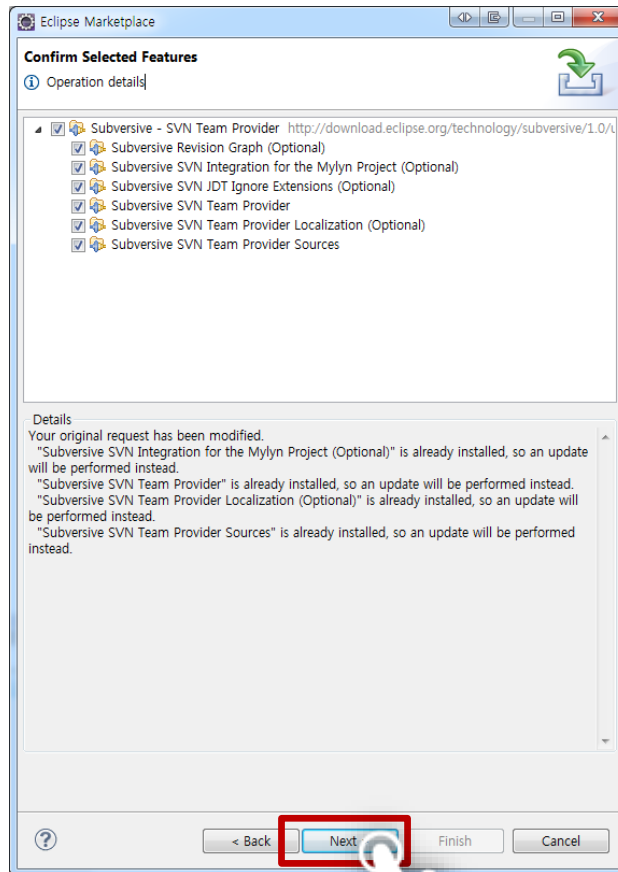 Eclipse Marketplace
Confirm Selected Features
Operation details
Subversive - SVN Team Provider http://download.eclipse.org/technology/subversive/1.0/u
Subversive Revision Graph (Optional)
Subversive SVN Integration for the Mylyn Project (Optional)
Subversive SVN JDT Ignore Extensions (Optional)
Subversive SVN Team Provider
Subversive SVN Team Provider Localization (Optional)
Subversive SVN Team Provider Sources
Details
Your original request has been modified.
"Subversive SVN Integration for the Mylyn Project (Optional)" is already installed, so an update
will be performed instead.
"Subversive SVN Team Provider" is already installed, so an update will be performed instead.
"Subversive SVN Team Provider Localization (Optional)" is already installed, so an update will
be performed instead.
"Subversive SVN Team Provider Sources" is already installed, so an update will be performed
instead.
? < Back Next Finish Cancel